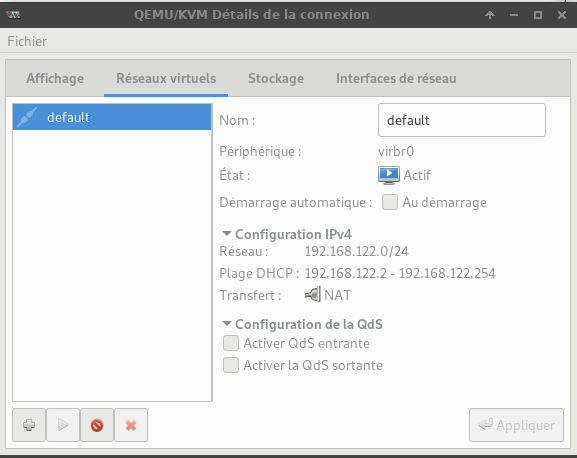 QEMU/KVM Détails de la connexion
Fichier
Affichage Réseaux virtuels Stockage Interfaces de réseau
default
Nom : default
Périphérique : virbr0
État : Actif
Démarrage automatique : Au démarrage
Configuration IPv4
Réseau : 192.168.122.0/24
Plage DHCP : 192.168.122.2 - 192.168.122.254
Transfert : NAT
Configuration de la QdS
Activer QdS entrante
Activer la QdS sortante
Appliquer